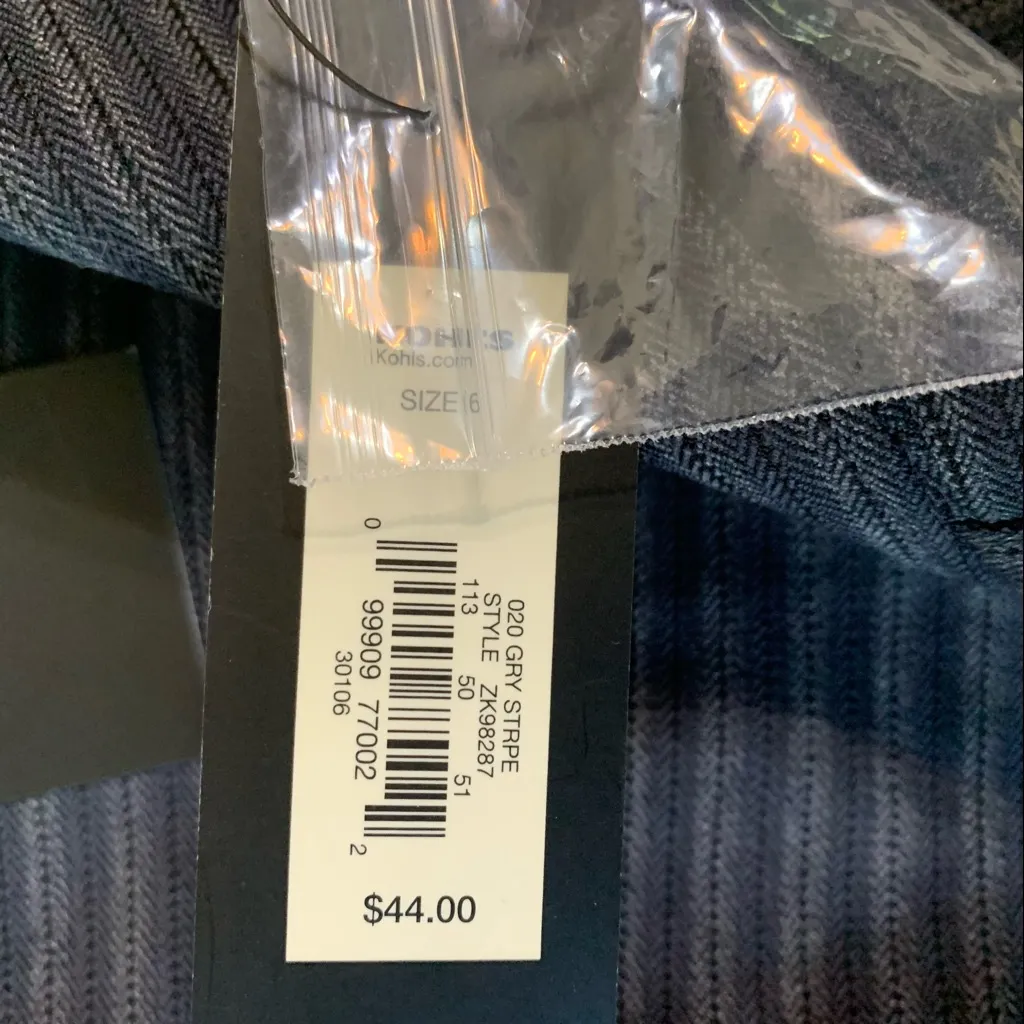 KOHL'S
Kohls.com
SIZE 6
020 GRY STRPE
STYLE ZK98287
113 50 51
0 99909 77002 2
30106
$44.00